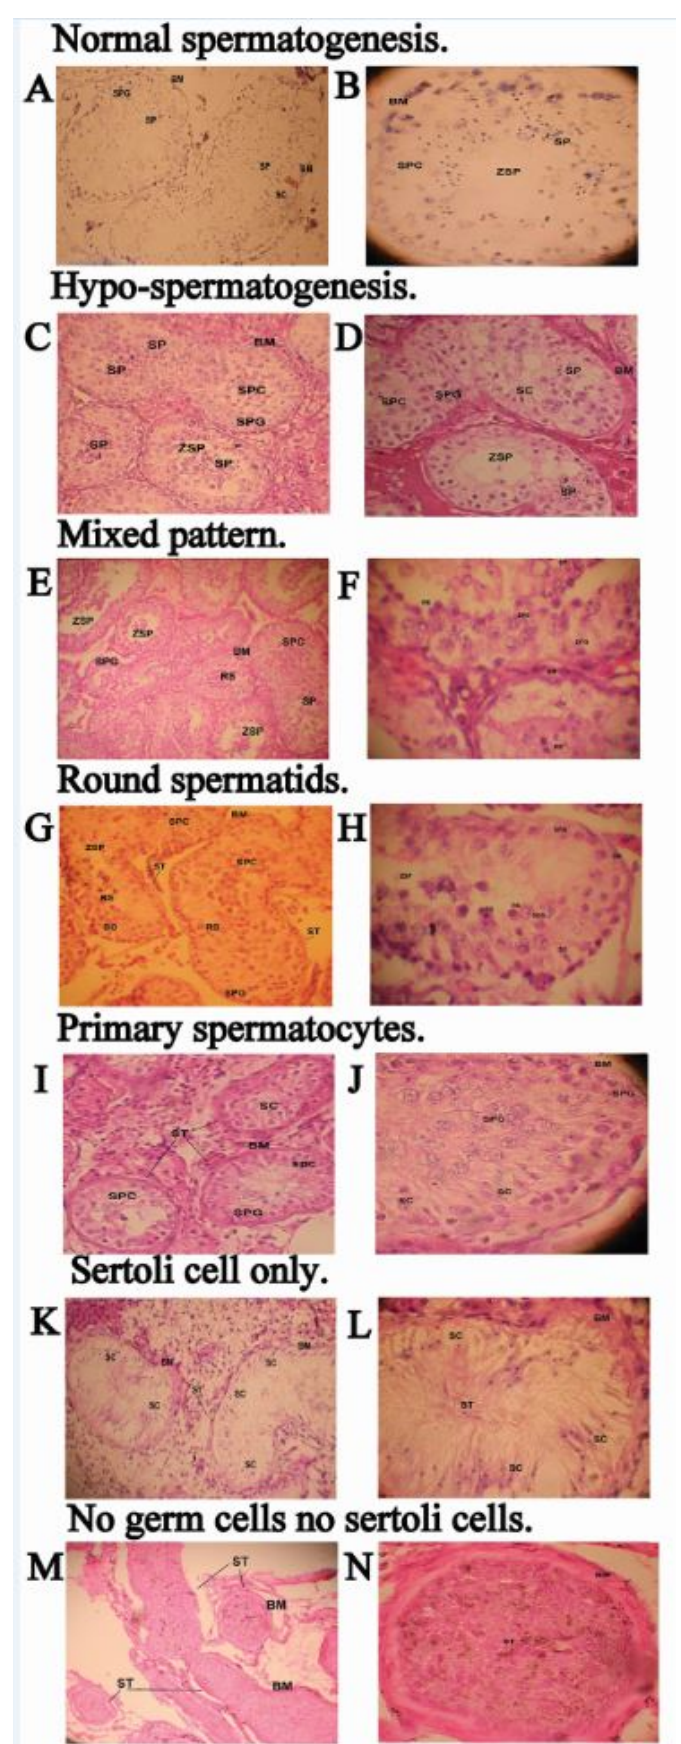 Normal spermatogenesis.
A
B
SPG
BM
SP
SP
BM
SC
BM
SP
SPC
ZSP
Hypo-spermatogenesis.
C
D
SP
BM
SP
SPC
SPG
SP
ZSP
SP
SP
BM
SPC
SPG
SC
ZSP
SP
Mixed pattern.
E
F
ZSP
ZSP
SPC
SPG
BM
RS
SP
ZSP
Round spermatids.
G
H
SPC
BM
ZSP
ST
SPC
RS
RS
ST
SPG
Primary spermatocytes.
I
J
SC
ST
BM
SPC
SPC
SPG
BM
SPG
SC
SC
Sertoli cell only.
K
L
SC
BM
SC
BM
ST
SC
SC
SC
BM
SC
ST
SC
SC
No germ cells no sertoli cells.
M
N
ST
BM
ST
BM